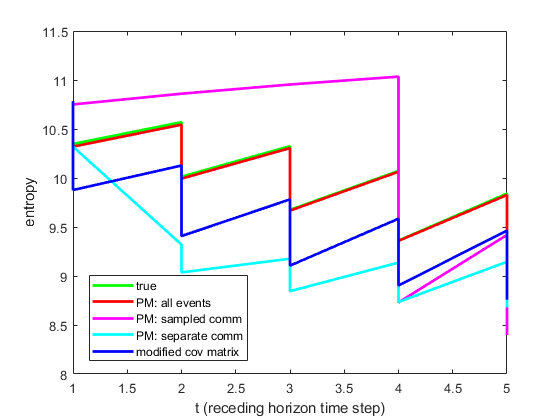 11.5
11
10.5
10
9.5
9
8.5
8
entropy
true
PM: all events
PM: sampled comm
PM: separate comm
modified cov matrix
1 1.5 2 2.5 3 3.5 4 4.5 5
t (receding horizon time step)